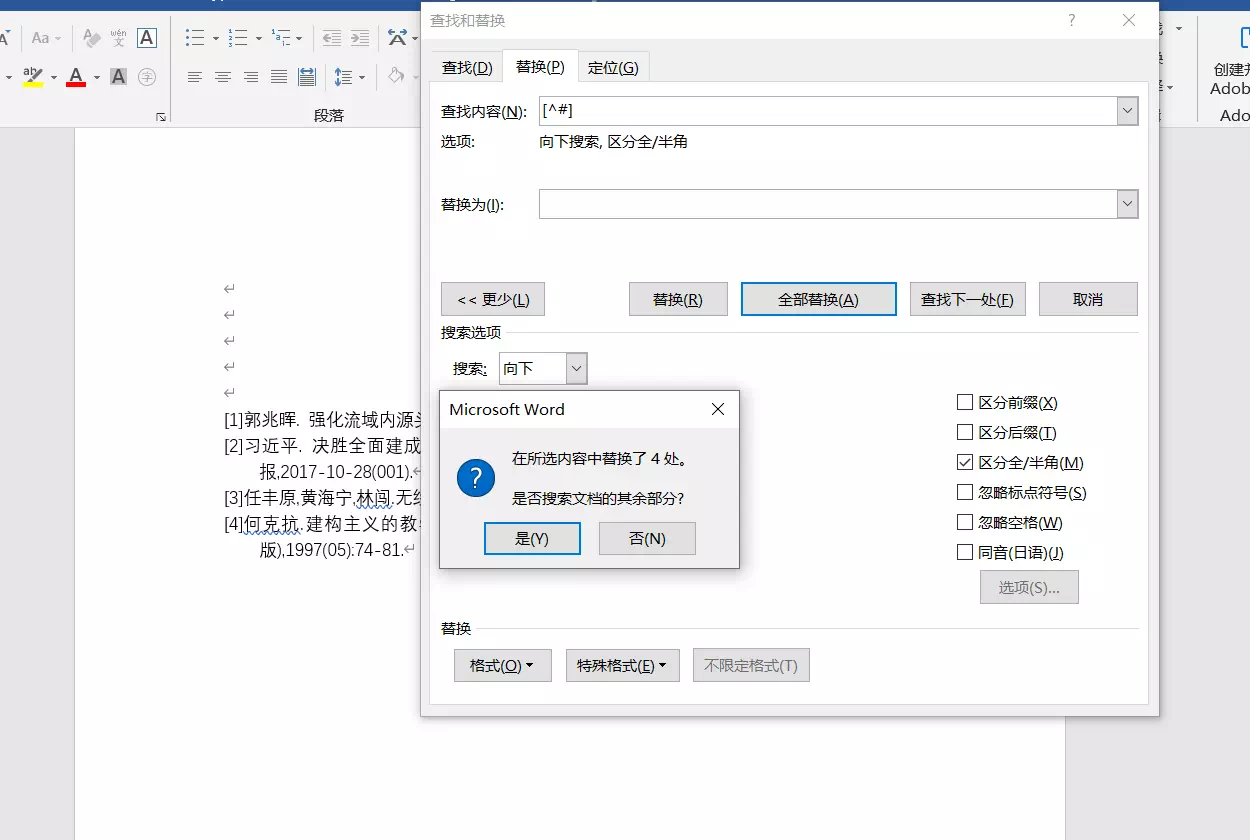 查找和替换
?
Aa
wén
文
A
创建并
Adob
ab
A
A
字
段落
Ado
查找(D)
替换(P)
定位(G)
查找内容(N):
[^#]
选项:
向下搜索, 区分全/半角
替换为(I):
<< 更少(L)
替换(R)
全部替换(A)
查找下一处(F)
取消
搜索选项
搜索:
向下
Microsoft Word
在所选内容中替换了 4 处。
是否搜索文档的其余部分?
是(Y)
否(N)
区分前缀(X)
区分后缀(T)
区分全/半角(M)
忽略标点符号(S)
忽略空格(W)
同音(日语)(J)
选项(S)...
替换
格式(O)
特殊格式(E)
不限定格式(T)
[1]郭兆晖. 强化流域内源头
[2]习近平. 决胜全面建成
报,2017-10-28(001).
[3]任丰原,黄海宁,林闯.无线
[4]何克抗.建构主义的教学
版),1997(05):74-81.